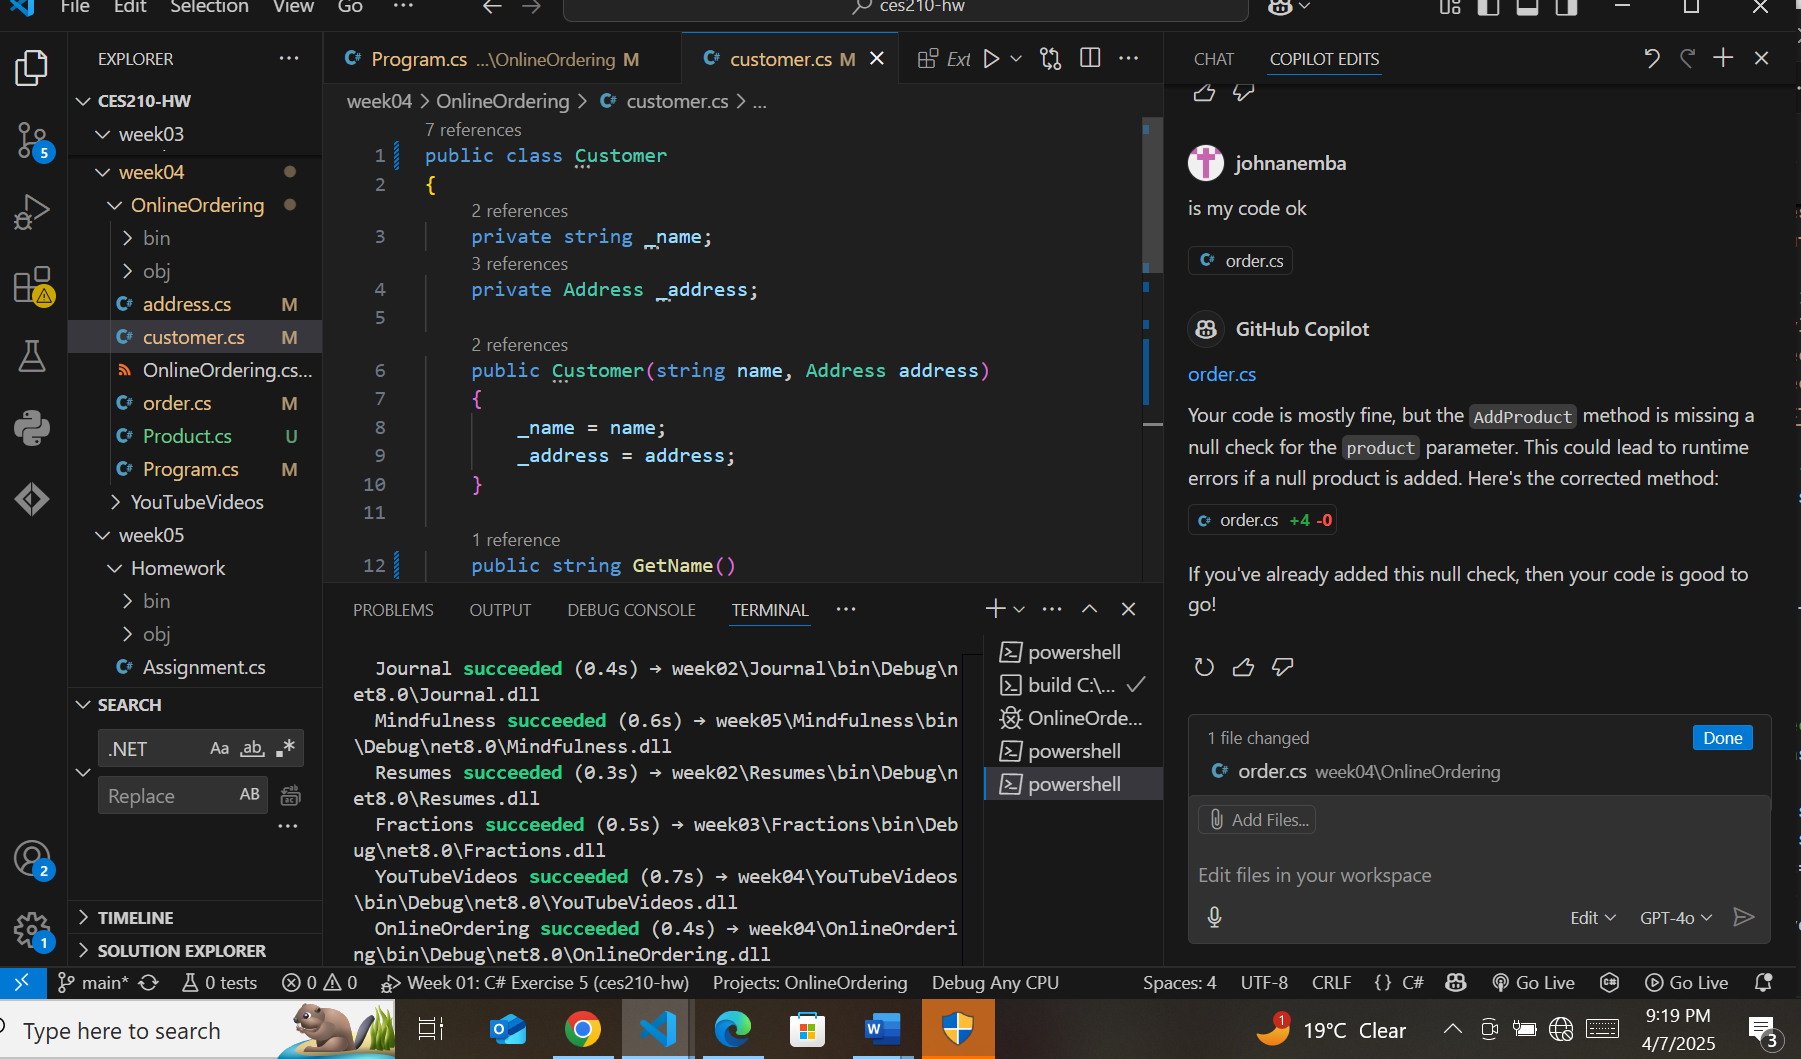 File Edit Selection View Go ··· ces210-hw
EXPLORER ···
CES210-HW
week03
week04
OnlineOrdering
bin
obj
address.cs M
customer.cs M
OnlineOrdering.cs...
order.cs M
Product.cs U
Program.cs M
YouTubeVideos
week05
Homework
bin
obj
Assignment.cs
SEARCH
.NET Aa ab .*
Replace AB
···
TIMELINE
SOLUTION EXPLORER
5
2
1
Program.cs ...\OnlineOrdering M
customer.cs M
Ext
···
week04 > OnlineOrdering > customer.cs > ...
7 references
1 public class Customer
2 {
2 references
3 private string _name;
3 references
4 private Address _address;
5
2 references
6 public Customer(string name, Address address)
7 {
8 _name = name;
9 _address = address;
10 }
11
1 reference
12 public string GetName()
PROBLEMS OUTPUT DEBUG CONSOLE TERMINAL ···
Journal succeeded (0.4s) → week02\Journal\bin\Debug\n
et8.0\Journal.dll
Mindfulness succeeded (0.6s) → week05\Mindfulness\bin
\Debug\net8.0\Mindfulness.dll
Resumes succeeded (0.3s) → week02\Resumes\bin\Debug\n
et8.0\Resumes.dll
Fractions succeeded (0.5s) → week03\Fractions\bin\Deb
ug\net8.0\Fractions.dll
YouTubeVideos succeeded (0.7s) → week04\YouTubeVideos
\bin\Debug\net8.0\YouTubeVideos.dll
OnlineOrdering succeeded (0.4s) → week04\OnlineOrderi
ng\bin\Debug\net8.0\OnlineOrdering.dll
powershell
build C:\...
OnlineOrde...
powershell
powershell
CHAT COPILOT EDITS
johnanemba
is my code ok
order.cs
GitHub Copilot
order.cs
Your code is mostly fine, but the AddProduct method is missing a
null check for the product parameter. This could lead to runtime
errors if a null product is added. Here's the corrected method:
order.cs +4 -0
If you've already added this null check, then your code is good to
go!
1 file changed
Done
order.cs week04\OnlineOrdering
Add Files...
Edit files in your workspace
Edit GPT-4o
main* 0 tests 0 0 Week 01: C# Exercise 5 (ces210-hw) Projects: OnlineOrdering Debug Any CPU Spaces: 4 UTF-8 CRLF {} C# Go Live Go Live
Type here to search
1
19°C Clear
9:19 PM
4/7/2025
3